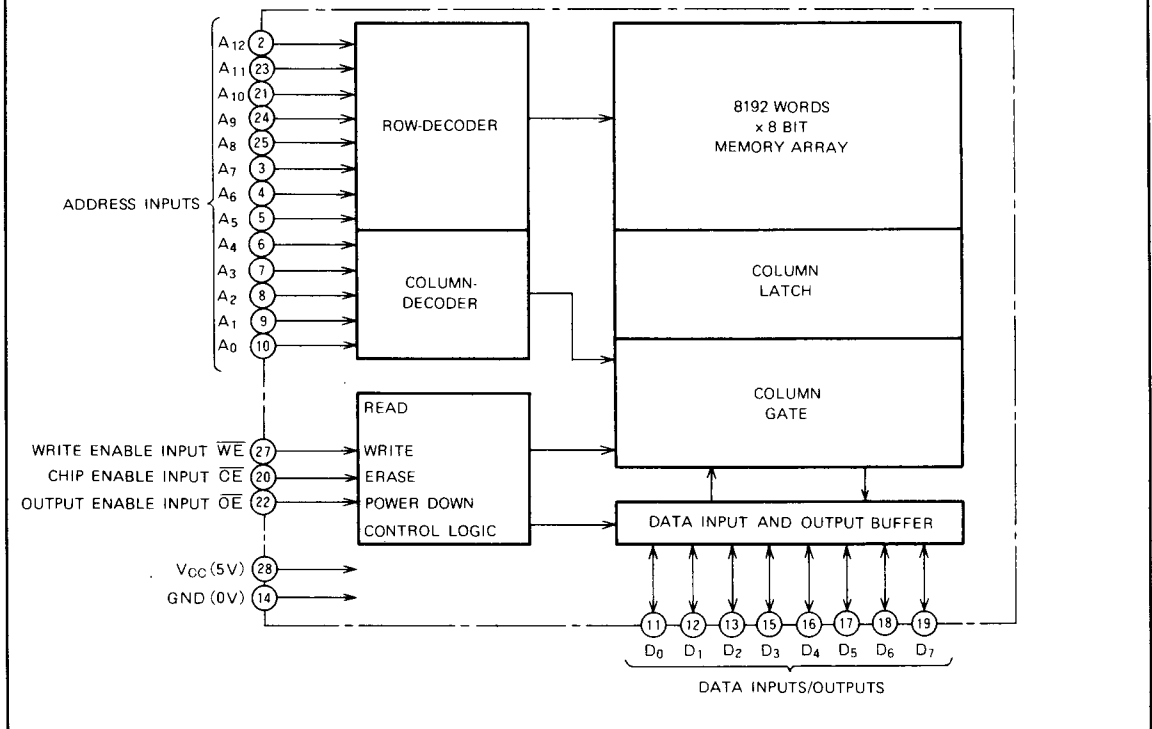 A12 2
A11 23
A10 21
A9 24
A8 25
A7 3
A6 4
A5 5
A4 6
A3 7
A2 8
A1 9
A0 10
ADDRESS INPUTS
ROW-DECODER
COLUMN-
DECODER
8192 WORDS
x 8 BIT
MEMORY ARRAY
COLUMN
LATCH
COLUMN
GATE
WRITE ENABLE INPUT W̅E̅ 27
CHIP ENABLE INPUT C̅E̅ 20
OUTPUT ENABLE INPUT O̅E̅ 22
READ
WRITE
ERASE
POWER DOWN
CONTROL LOGIC
DATA INPUT AND OUTPUT BUFFER
VCC (5V) 28
GND (0V) 14
11 12 13 15 16 17 18 19
D0 D1 D2 D3 D4 D5 D6 D7
DATA INPUTS/OUTPUTS